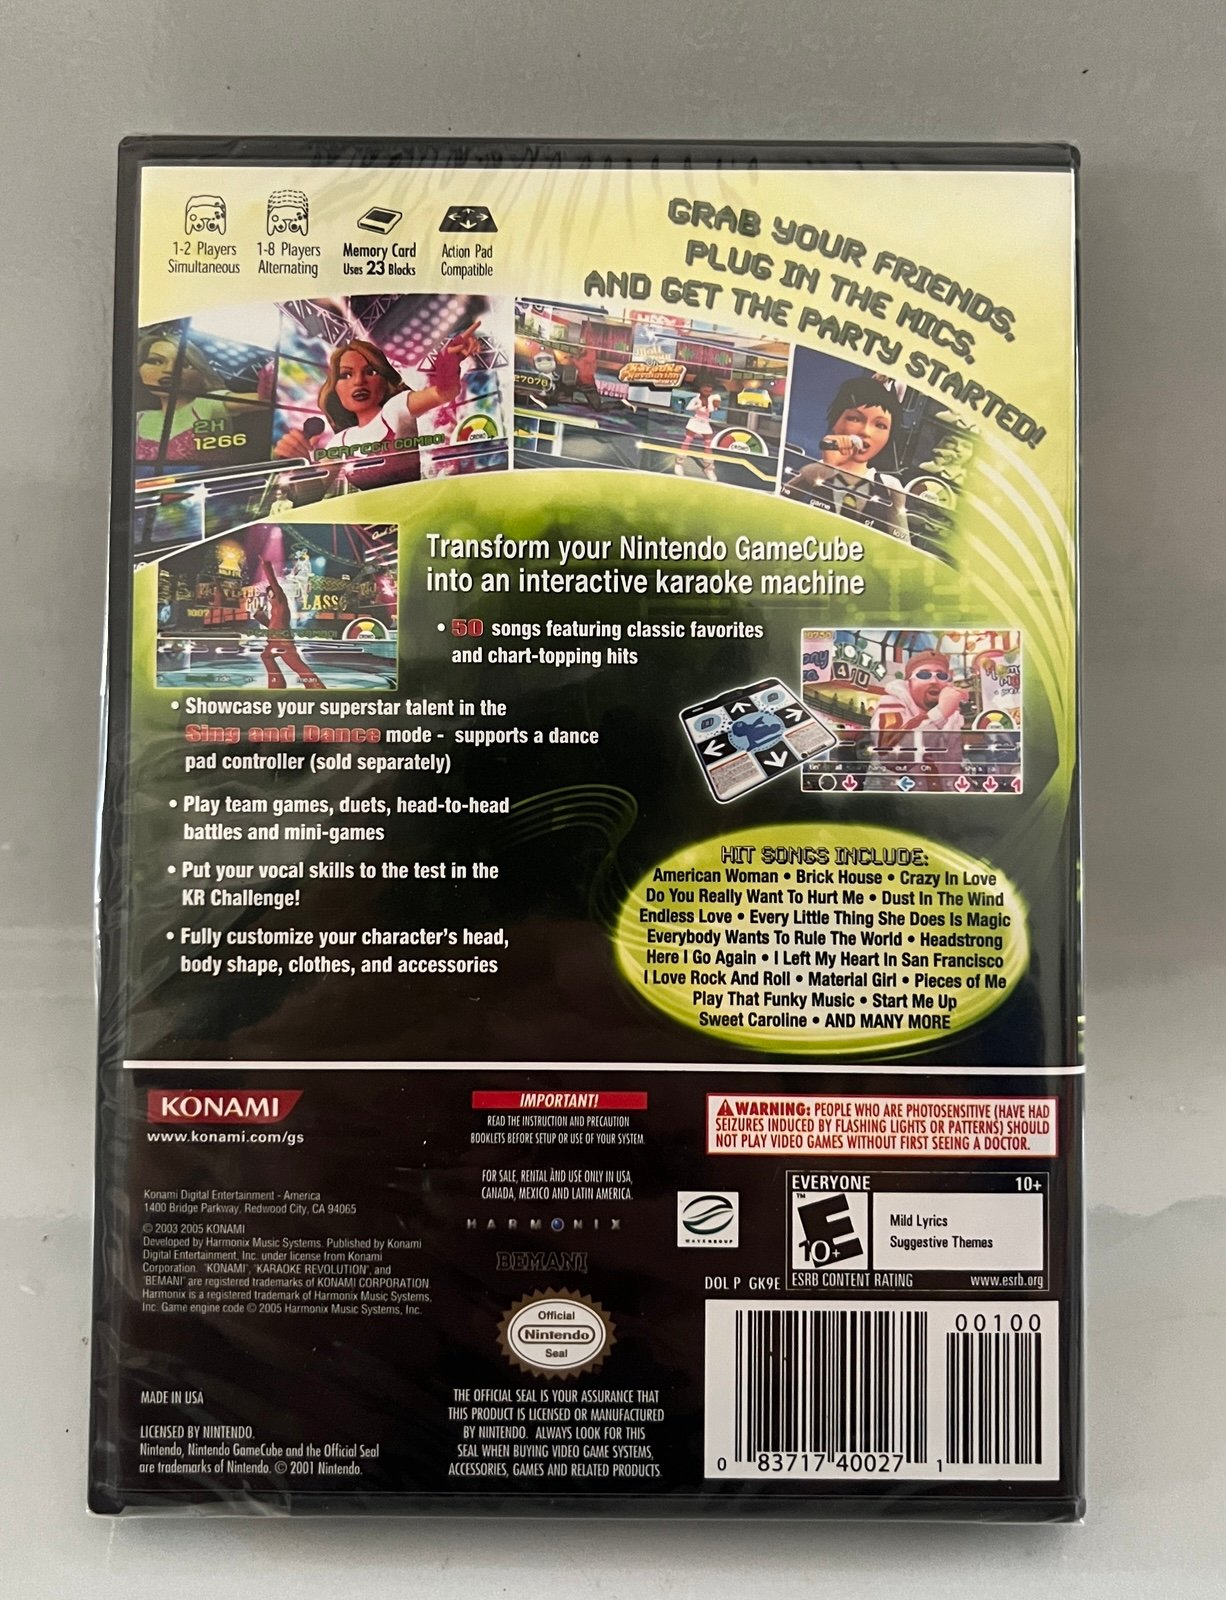 1-2 Players
Simultaneous
1-8 Players
Alternating
Memory Card
Uses 23 Blocks
Action Pad
Compatible
GRAB YOUR FRIENDS,
PLUG IN THE MICS,
AND GET THE PARTY STARTED!
2H
1266
PERFECT COMBO!
CROWD
27070
Karaoke
Revolution
CROWD
game of love
Transform your Nintendo GameCube
into an interactive karaoke machine
• 50 songs featuring classic favorites
and chart-topping hits
• Showcase your superstar talent in the
Sing and Dance mode - supports a dance
pad controller (sold separately)
• Play team games, duets, head-to-head
battles and mini-games
• Put your vocal skills to the test in the
KR Challenge!
• Fully customize your character's head,
body shape, clothes, and accessories
HIT SONGS INCLUDE:
American Woman • Brick House • Crazy In Love
Do You Really Want To Hurt Me • Dust In The Wind
Endless Love • Every Little Thing She Does Is Magic
Everybody Wants To Rule The World • Headstrong
Here I Go Again • I Left My Heart In San Francisco
I Love Rock And Roll • Material Girl • Pieces of Me
Play That Funky Music • Start Me Up
Sweet Caroline • AND MANY MORE
KONAMI
www.konami.com/gs
Konami Digital Entertainment - America
1400 Bridge Parkway, Redwood City, CA 94065
© 2003 2005 KONAMI
Developed by Harmonix Music Systems. Published by Konami
Digital Entertainment, Inc. under license from Konami
Corporation. "KONAMI", "KARAOKE REVOLUTION", and
"BEMANI" are registered trademarks of KONAMI CORPORATION.
Harmonix is a registered trademark of Harmonix Music Systems,
Inc. Game engine code © 2005 Harmonix Music Systems, Inc.
MADE IN USA
LICENSED BY NINTENDO.
Nintendo, Nintendo GameCube and the Official Seal
are trademarks of Nintendo. © 2001 Nintendo.
IMPORTANT!
READ THE INSTRUCTION AND PRECAUTION
BOOKLETS BEFORE SETUP OR USE OF YOUR SYSTEM.
FOR SALE, RENTAL AND USE ONLY IN USA,
CANADA, MEXICO AND LATIN AMERICA.
HARMONIX
BEMANI
Official
Nintendo
Seal
THE OFFICIAL SEAL IS YOUR ASSURANCE THAT
THIS PRODUCT IS LICENSED OR MANUFACTURED
BY NINTENDO. ALWAYS LOOK FOR THIS
SEAL WHEN BUYING VIDEO GAME SYSTEMS,
ACCESSORIES, GAMES AND RELATED PRODUCTS.
WARNING: PEOPLE WHO ARE PHOTOSENSITIVE (HAVE HAD
SEIZURES INDUCED BY FLASHING LIGHTS OR PATTERNS) SHOULD
NOT PLAY VIDEO GAMES WITHOUT FIRST SEEING A DOCTOR.
WAVEGROUP
EVERYONE 10+
E
10+
TM
Mild Lyrics
Suggestive Themes
ESRB CONTENT RATING www.esrb.org
DOL P GK9E
00100
0 83717 40027 1